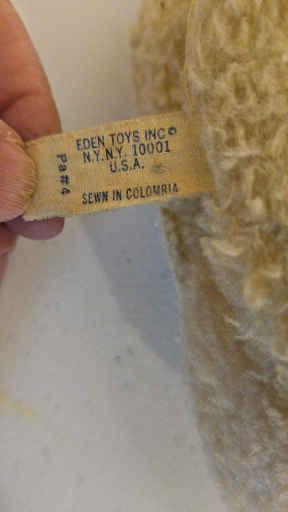 EDEN TOYS INC©
N.Y.N.Y. 10001
U.S.A.
SEWN IN COLOMBIA
Pa#4